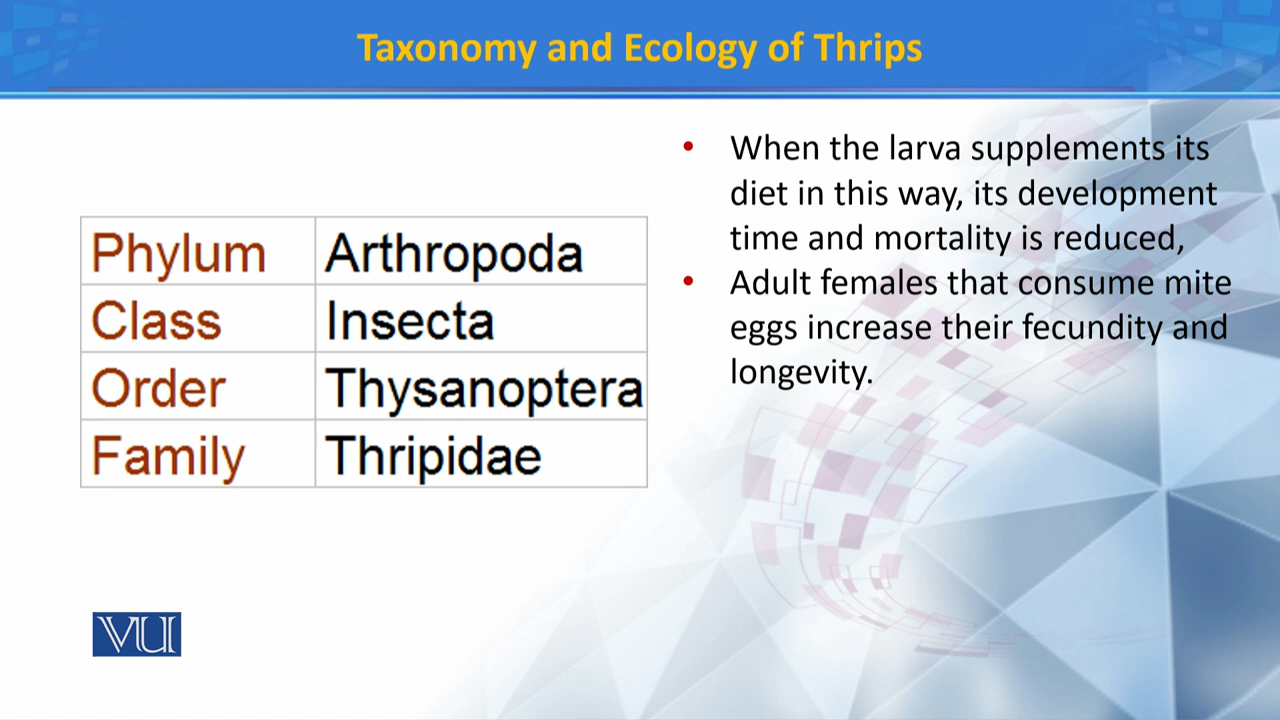 Taxonomy and Ecology of Thrips
Phylum Arthropoda
Class Insecta
Order Thysanoptera
Family Thripidae
• When the larva supplements its
diet in this way, its development
time and mortality is reduced,
• Adult females that consume mite
eggs increase their fecundity and
longevity.
VU